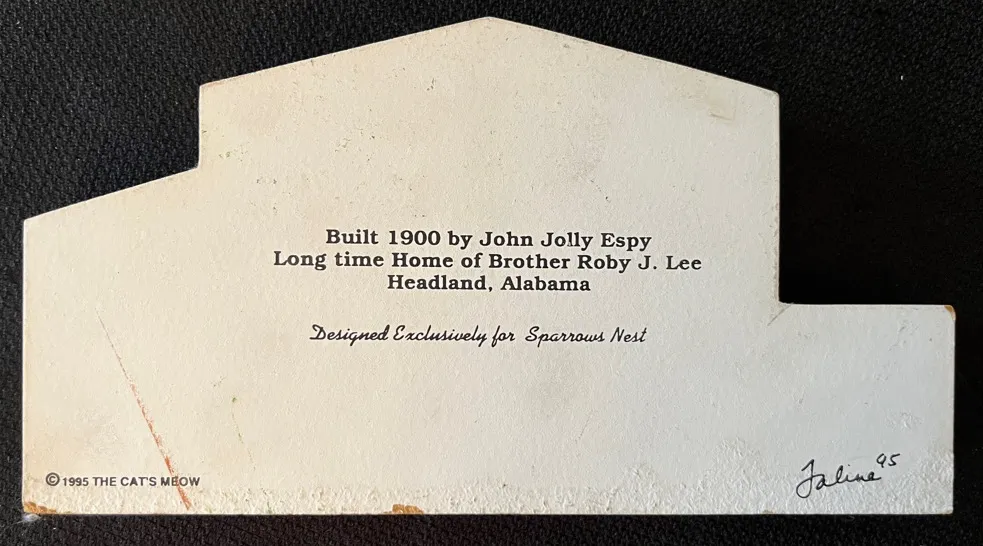 Built 1900 by John Jolly Espy
Long time Home of Brother Roby J. Lee
Headland, Alabama
Designed Exclusively for Sparrows Nest
© 1995 THE CAT'S MEOW
Faline '95